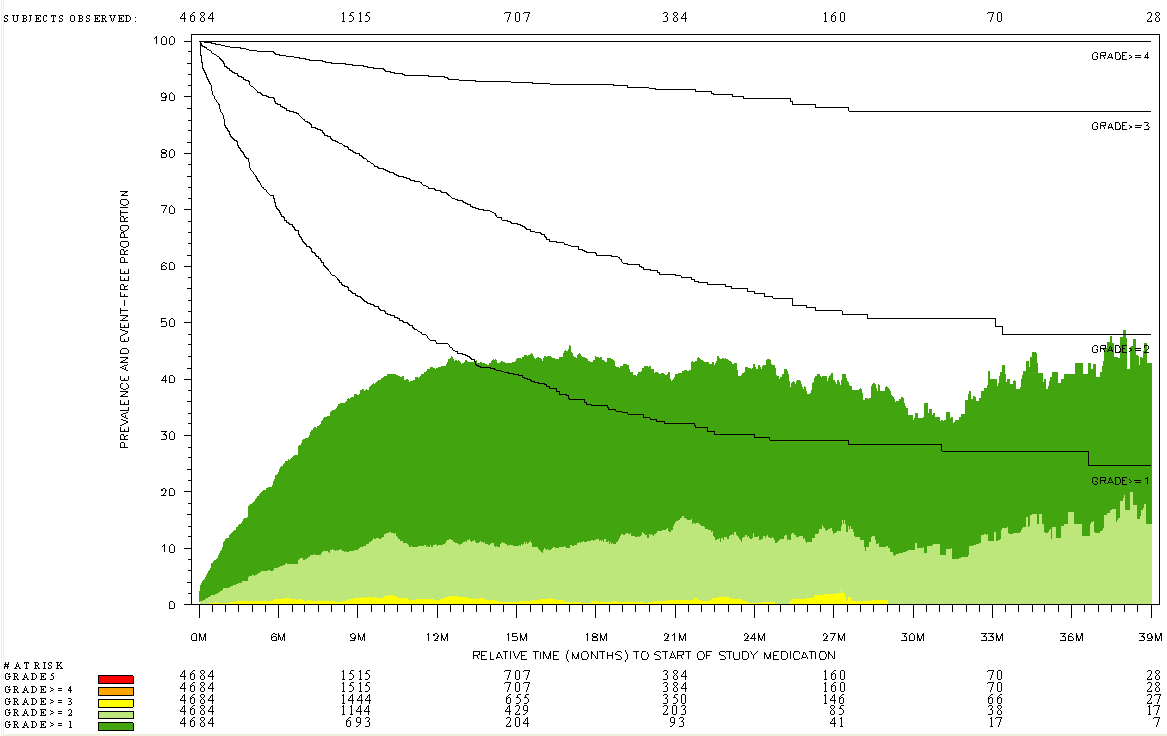 SUBJECTS OBSERVED: 4684 1515 707 384 160 70 28
100
GRADE>=4
90
GRADE>=3
80
70
60
50
GRADE>=2
40
30
20
GRADE>=1
10
0
PREVALENCE AND EVENT-FREE PROPORTION
0M 6M 9M 12M 15M 18M 21M 24M 27M 30M 33M 36M 39M
RELATIVE TIME (MONTHS) TO START OF STUDY MEDICATION
# AT RISK
GRADE5 4684 1515 707 384 160 70 28
GRADE>=4 4684 1515 707 384 160 70 28
GRADE>=3 4684 1444 655 350 146 66 27
GRADE>=2 4684 1144 429 203 85 38 17
GRADE>=1 4684 693 204 93 41 17 7